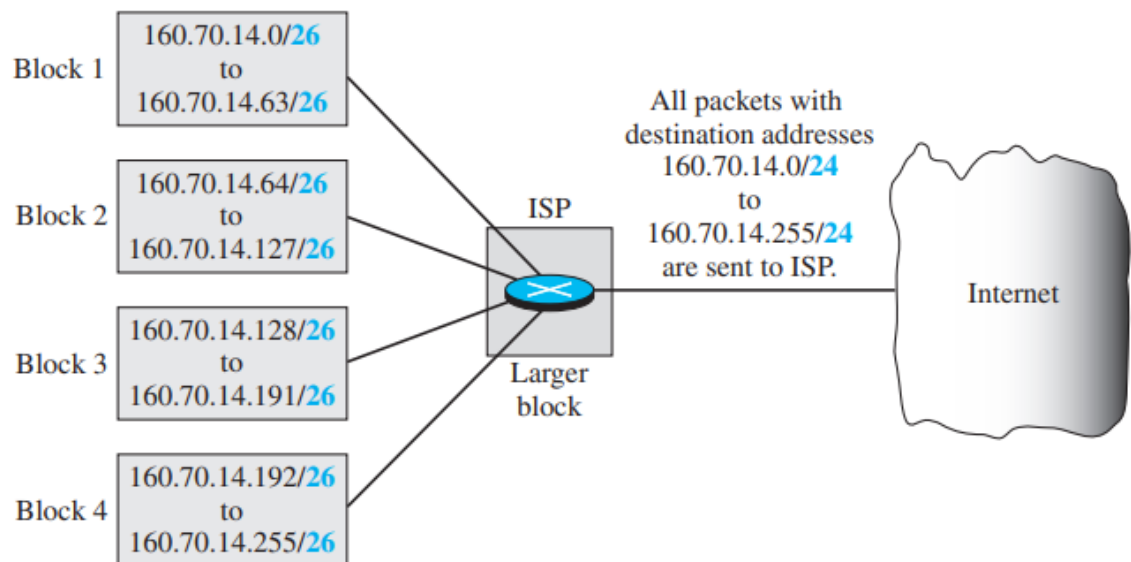 Block 1
160.70.14.0/26
to
160.70.14.63/26
Block 2
160.70.14.64/26
to
160.70.14.127/26
Block 3
160.70.14.128/26
to
160.70.14.191/26
Block 4
160.70.14.192/26
to
160.70.14.255/26
ISP
Larger
block
All packets with
destination addresses
160.70.14.0/24
to
160.70.14.255/24
are sent to ISP.
Internet